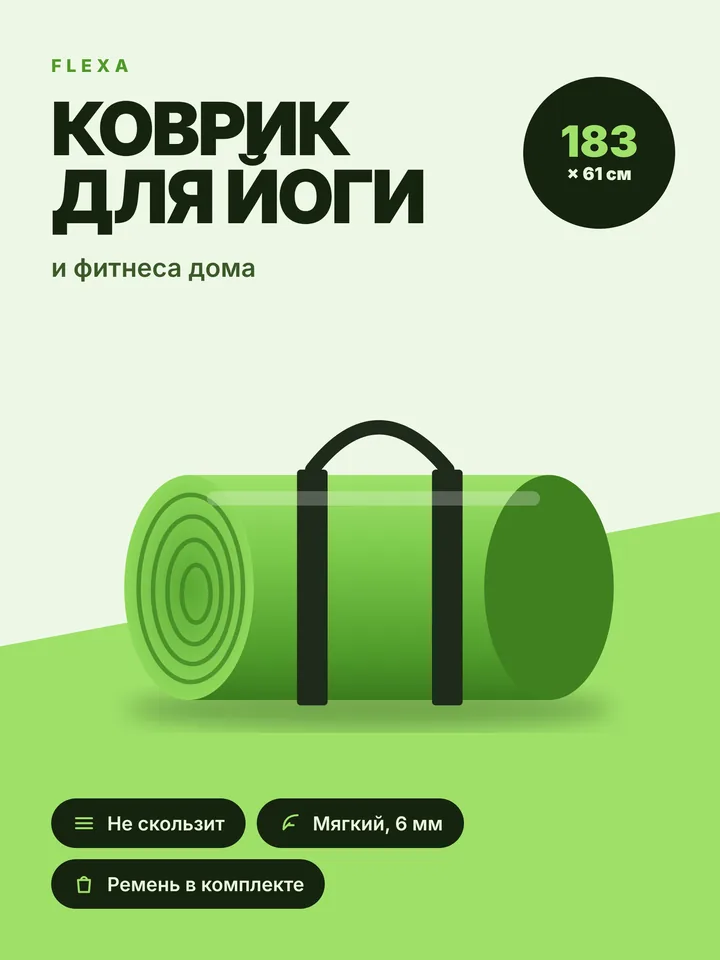 FLEXA
КОВРИК
ДЛЯ ЙОГИ
и фитнеса дома
183
× 61 см
Не скользит
Мягкий, 6 мм
Ремень в комплекте